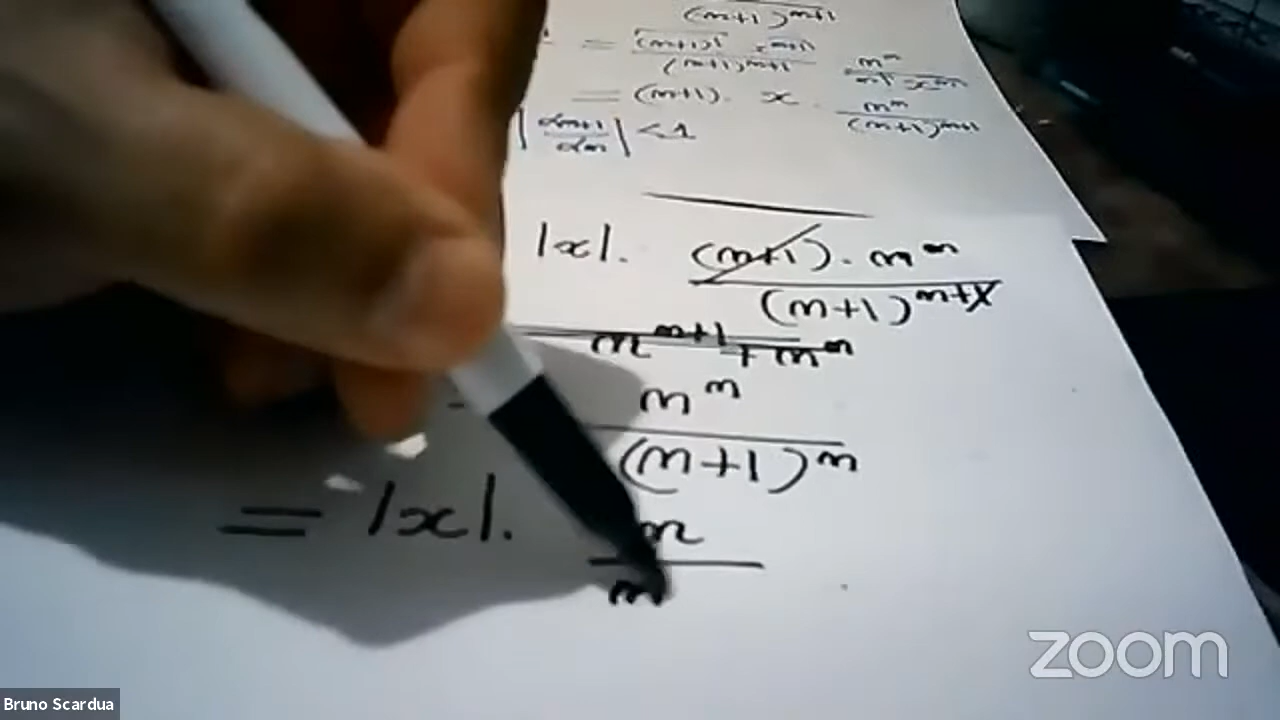 (n+1)^{n+1}
= (n+1)! x^{n+1} / (n+1)^{n+1} · n^n / n! x^n
= (n+1) · x · n^n / (n+1)^{n+1}
|a_{n+1} / a_n| < 1
|x| · (n+1) · n^n / (n+1)^{n+1}
n^{n+1} + n^n
n^n
(n+1)^n
= |x| · n
n
Bruno Scardua
zoom